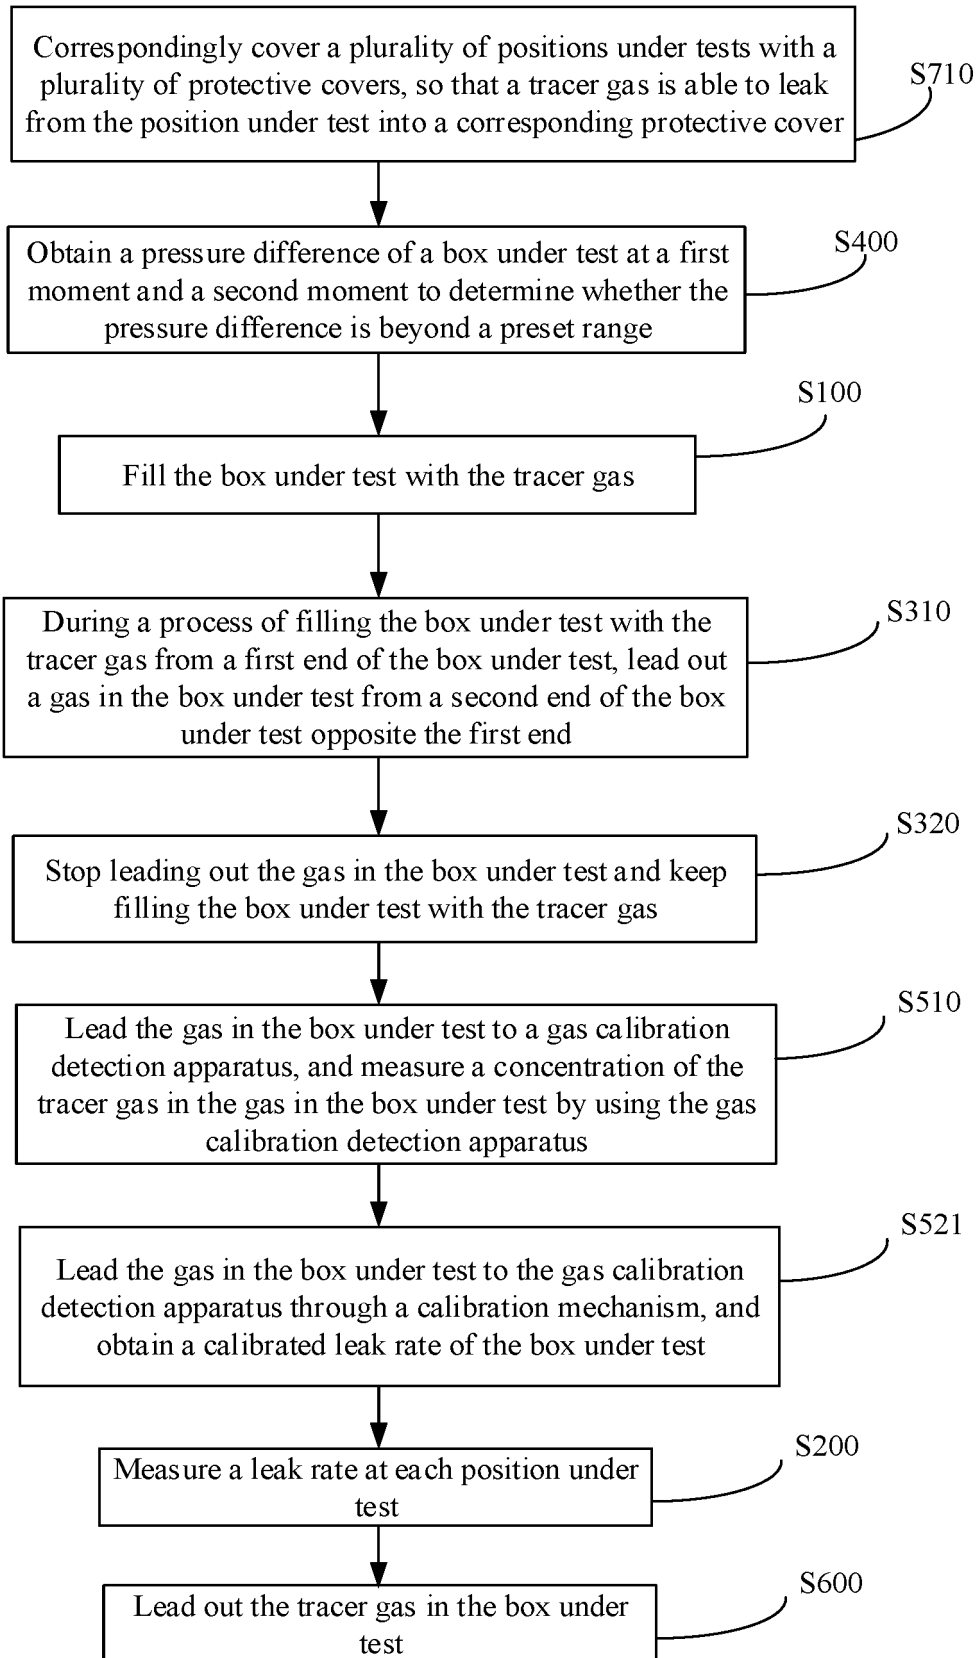 Correspondingly cover a plurality of positions under tests with a
plurality of protective covers, so that a tracer gas is able to leak
from the position under test into a corresponding protective cover
S710
Obtain a pressure difference of a box under test at a first
moment and a second moment to determine whether the
pressure difference is beyond a preset range
S400
Fill the box under test with the tracer gas
S100
During a process of filling the box under test with the
tracer gas from a first end of the box under test, lead out
a gas in the box under test from a second end of the box
under test opposite the first end
S310
Stop leading out the gas in the box under test and keep
filling the box under test with the tracer gas
S320
Lead the gas in the box under test to a gas calibration
detection apparatus, and measure a concentration of the
tracer gas in the gas in the box under test by using the gas
calibration detection apparatus
S510
Lead the gas in the box under test to the gas calibration
detection apparatus through a calibration mechanism, and
obtain a calibrated leak rate of the box under test
S521
Measure a leak rate at each position under
test
S200
Lead out the tracer gas in the box under
test
S600